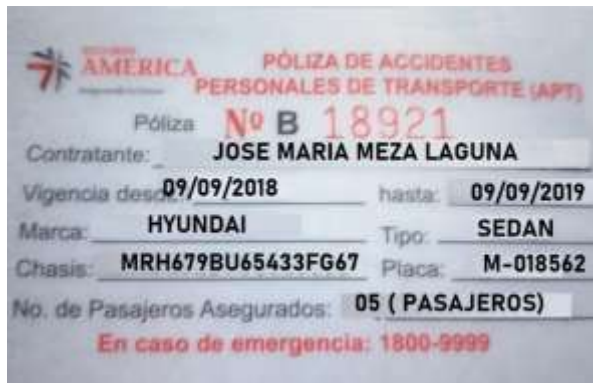 AMÉRICA
PÓLIZA DE ACCIDENTES
PERSONALES DE TRANSPORTE (APT)
Póliza Nº B 18921
Contratante: JOSE MARIA MEZA LAGUNA
Vigencia desde: 09/09/2018 hasta: 09/09/2019
Marca: HYUNDAI Tipo: SEDAN
Chasis: MRH679BU65433FG67 Placa: M-018562
No. de Pasajeros Asegurados: 05 ( PASAJEROS)
En caso de emergencia: 1800-9999